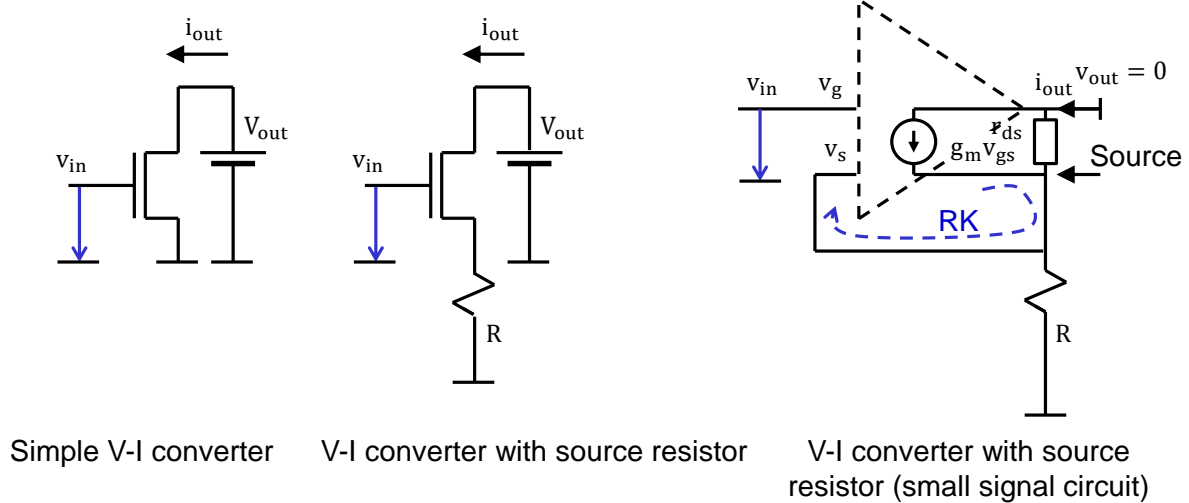 i_out
v_in
V_out
Simple V-I converter
i_out
v_in
V_out
R
V-I converter with source resistor
v_in
v_g
v_s
i_out
v_out = 0
r_ds
g_m v_gs
Source
RK
R
V-I converter with source
resistor (small signal circuit)